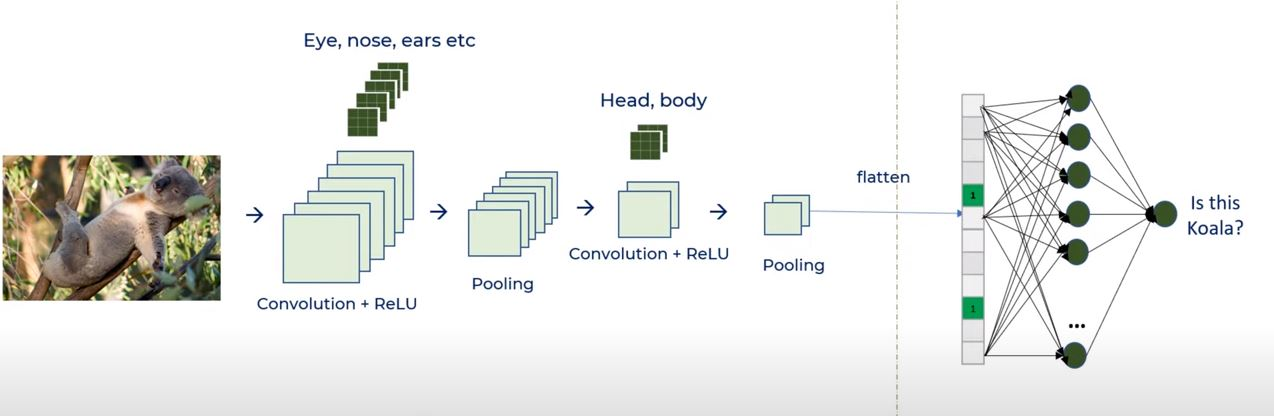 Eye, nose, ears etc
Head, body
flatten
1
Is this
Koala?
Convolution + ReLU
Pooling
Convolution + ReLU
Pooling
1
...